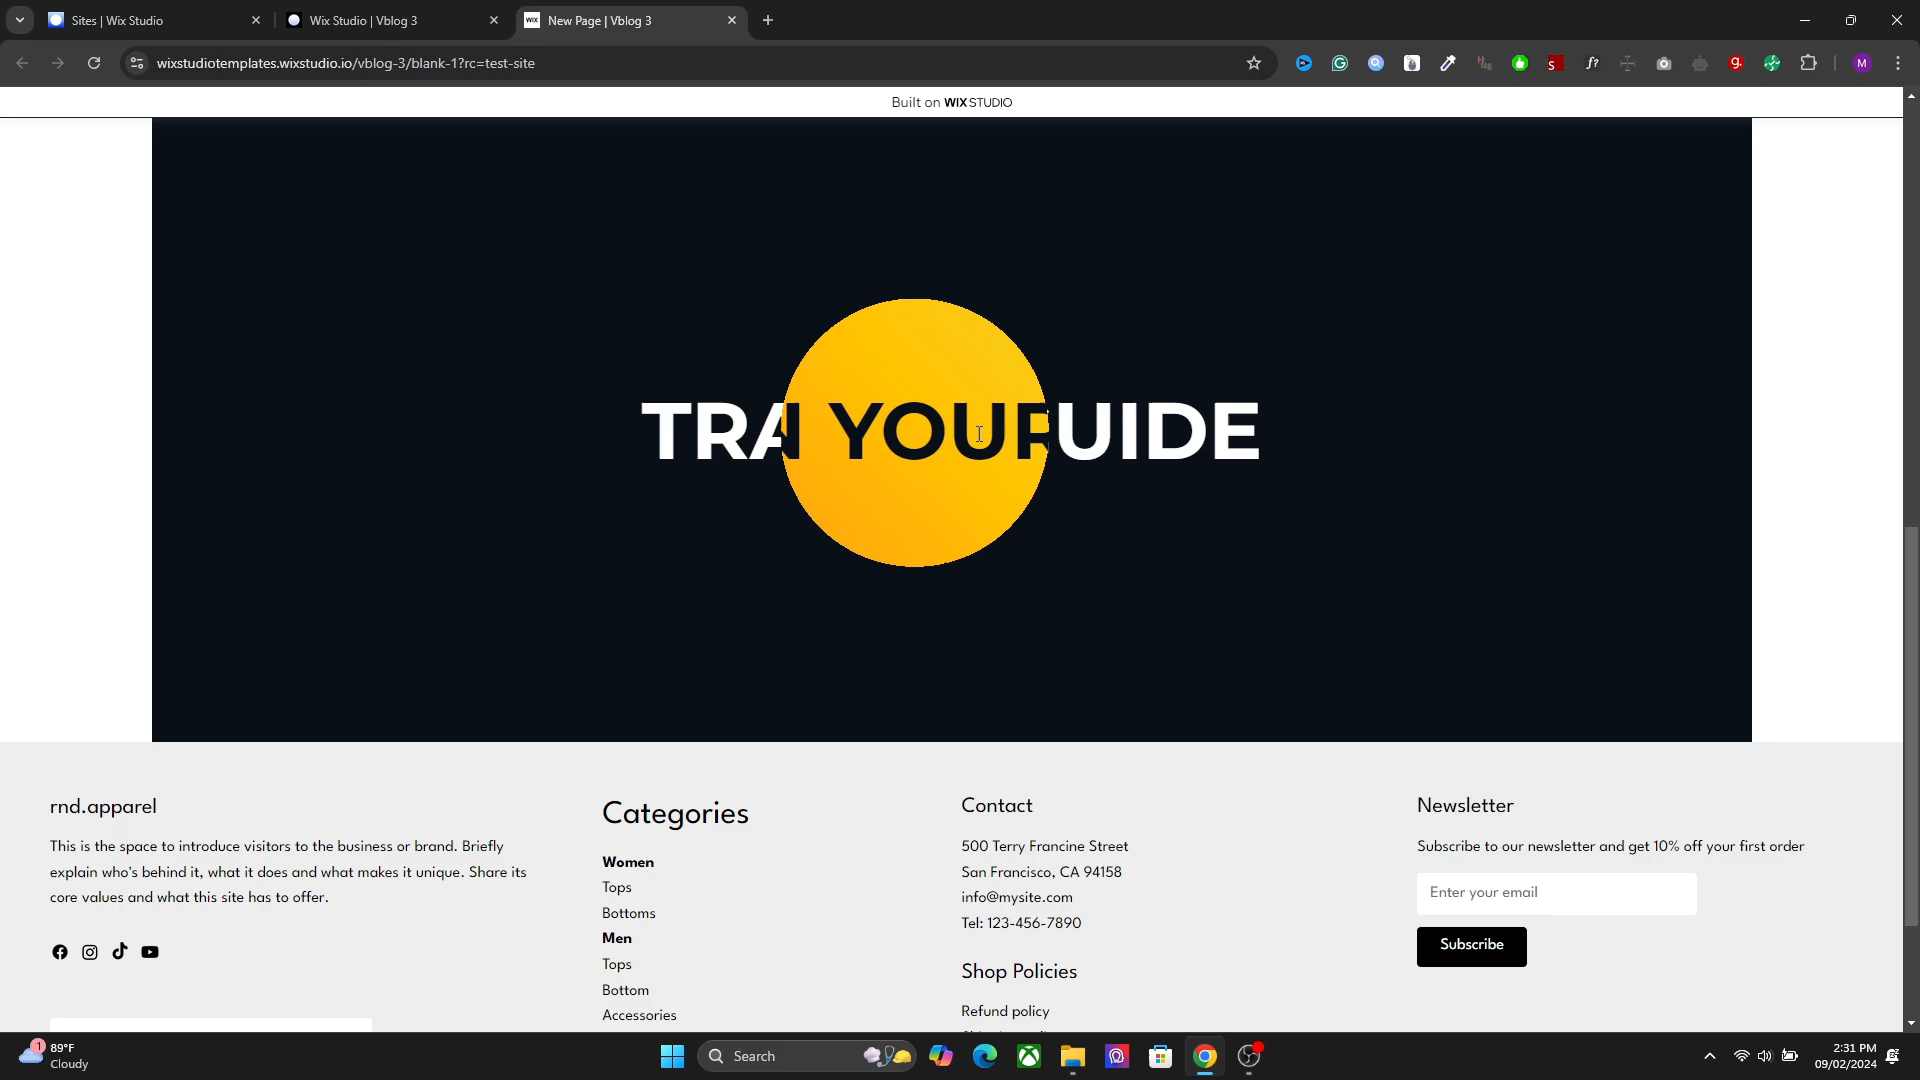 Sites | Wix Studio
Wix Studio | Vblog 3
WIX New Page | Vblog 3
wixstudiotemplates.wixstudio.io/vblog-3/blank-1?rc=test-site
M
Built on WIX STUDIO
TRA YOUR UIDE
rnd.apparel
This is the space to introduce visitors to the business or brand. Briefly
explain who's behind it, what it does and what makes it unique. Share its
core values and what this site has to offer.
Categories
Women
Tops
Bottoms
Men
Tops
Bottom
Accessories
Contact
500 Terry Francine Street
San Francisco, CA 94158
info@mysite.com
Tel: 123-456-7890
Shop Policies
Refund policy
Newsletter
Subscribe to our newsletter and get 10% off your first order
Enter your email
Subscribe
1
89°F
Cloudy
Search
2:31 PM
09/02/2024